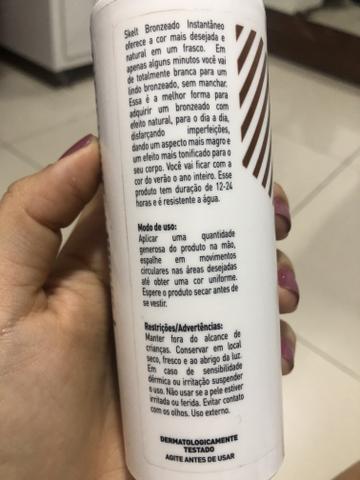 Skelt Bronzeado Instantâneo
oferece a cor mais desejada e
natural em um frasco. Em
apenas alguns minutos você vai
de totalmente branca para um
lindo bronzeado, sem manchar.
Essa é a melhor forma para
adquirir um bronzeado com
efeito natural, para o dia a dia,
disfarçando imperfeições,
dando um aspecto mais magro e
um efeito mais tonificado para o
seu corpo. Você vai ficar com a
cor do verão o ano inteiro. Esse
produto tem duração de 12-24
horas e é resistente a água.
Modo de uso:
Aplicar uma quantidade
generosa do produto na mão,
espalhe em movimentos
circulares nas áreas desejadas
até obter uma cor uniforme.
Espere o produto secar antes de
se vestir.
Restrições/Advertências:
Manter fora do alcance de
crianças. Conservar em local
seco, fresco e ao abrigo da luz.
Em caso de sensibilidade
dérmica ou irritação suspender
o uso. Não usar se a pele estiver
irritada ou ferida. Evitar contato
com os olhos. Uso externo.
DERMATOLOGICAMENTE
TESTADO
AGITE ANTES DE USAR